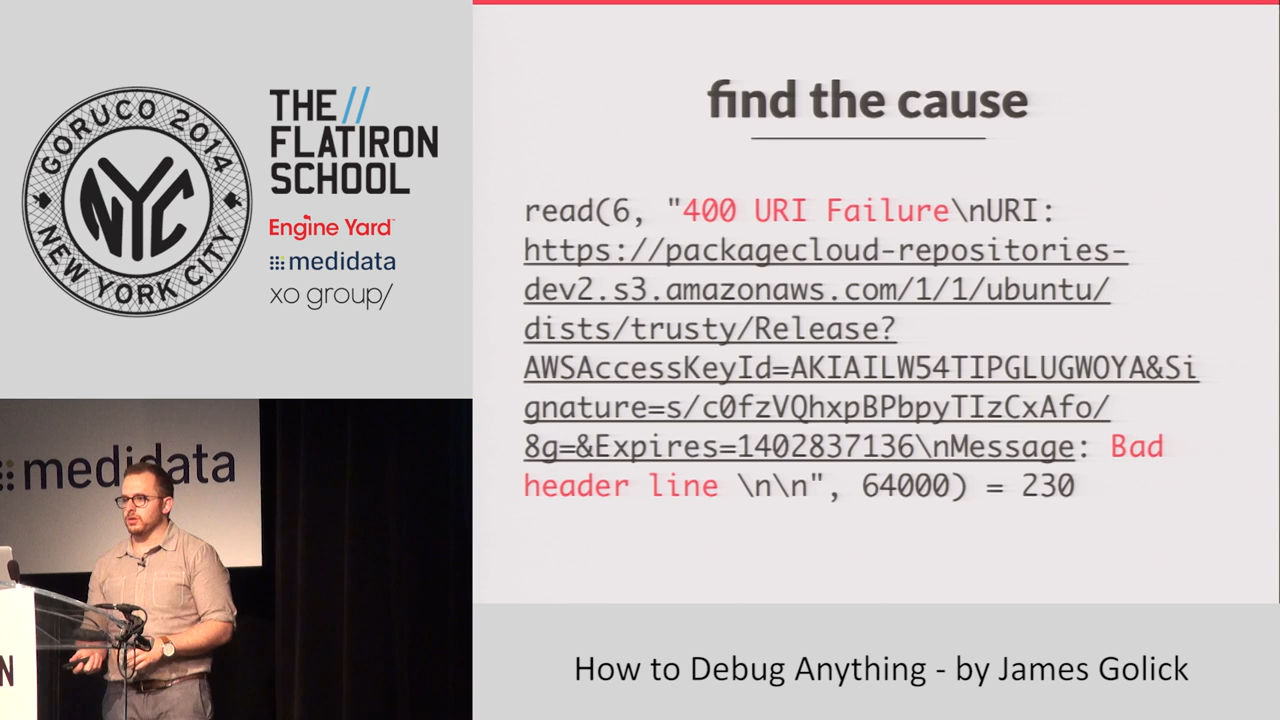 GORUCO 2014
NYC
NEW YORK CITY
THE//
FLATIRON
SCHOOL
Engine Yard™
medidata
xo group/
find the cause
read(6, "400 URI Failure\nURI:
https://packagecloud-repositories-
dev2.s3.amazonaws.com/1/1/ubuntu/
dists/trusty/Release?
AWSAccessKeyId=AKIAILW54TIPGLUGWOYA&Si
gnature=s/c0fzVQhxpBPbpyTIzCxAfo/
8g=&Expires=1402837136\nMessage: Bad
header line \n\n", 64000) = 230
medidata
N
How to Debug Anything - by James Golick